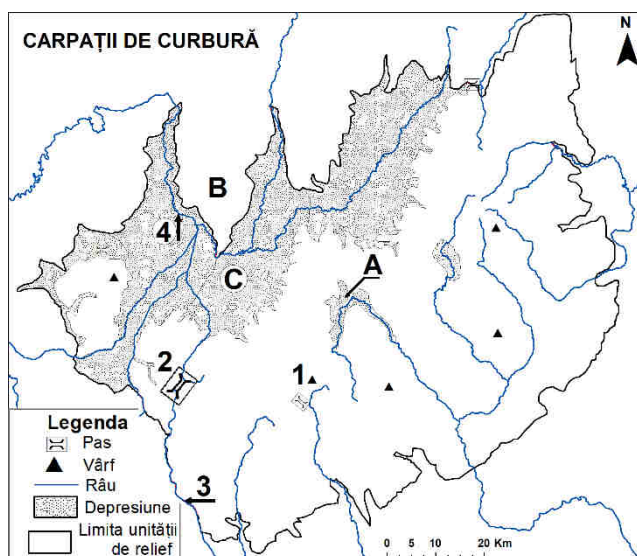 CARPAȚII DE CURBURĂ
N
B
4
C
A
2
1
3
Legenda
Pas
Vârf
Râu
Depresiune
Limita unității
de relief
0 5 10 20 Km